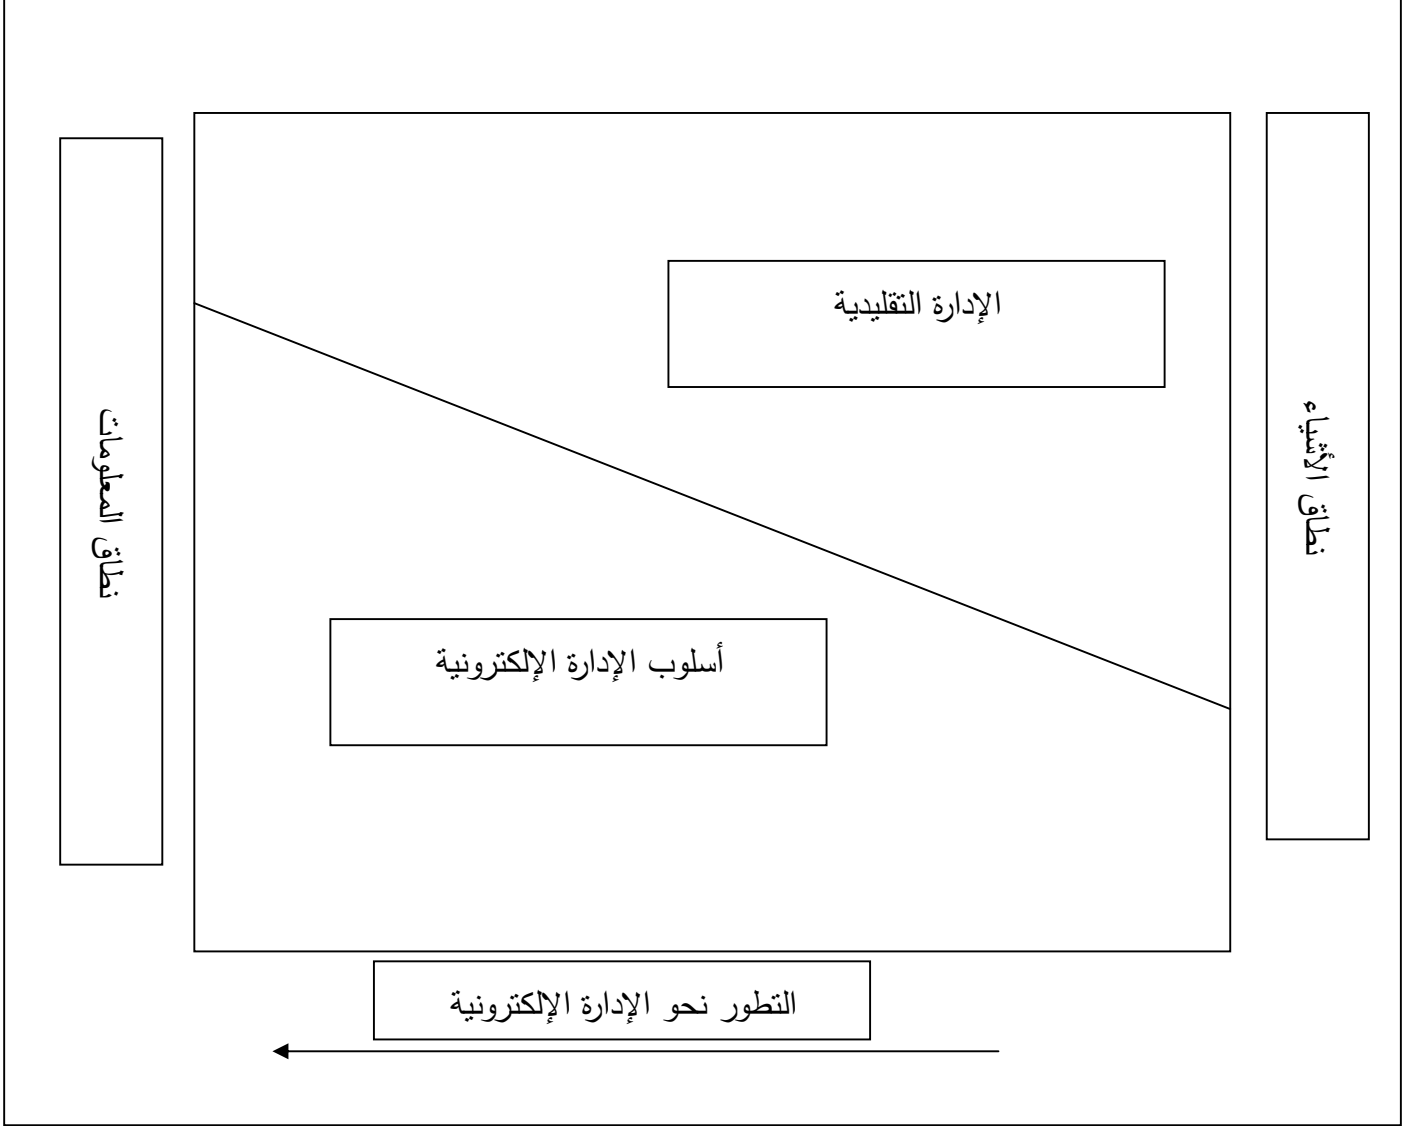 الإدارة التقليدية
نطاق الأشياء
نطاق المعلومات
أسلوب الإدارة الإلكترونية
التطور نحو الإدارة الإلكترونية